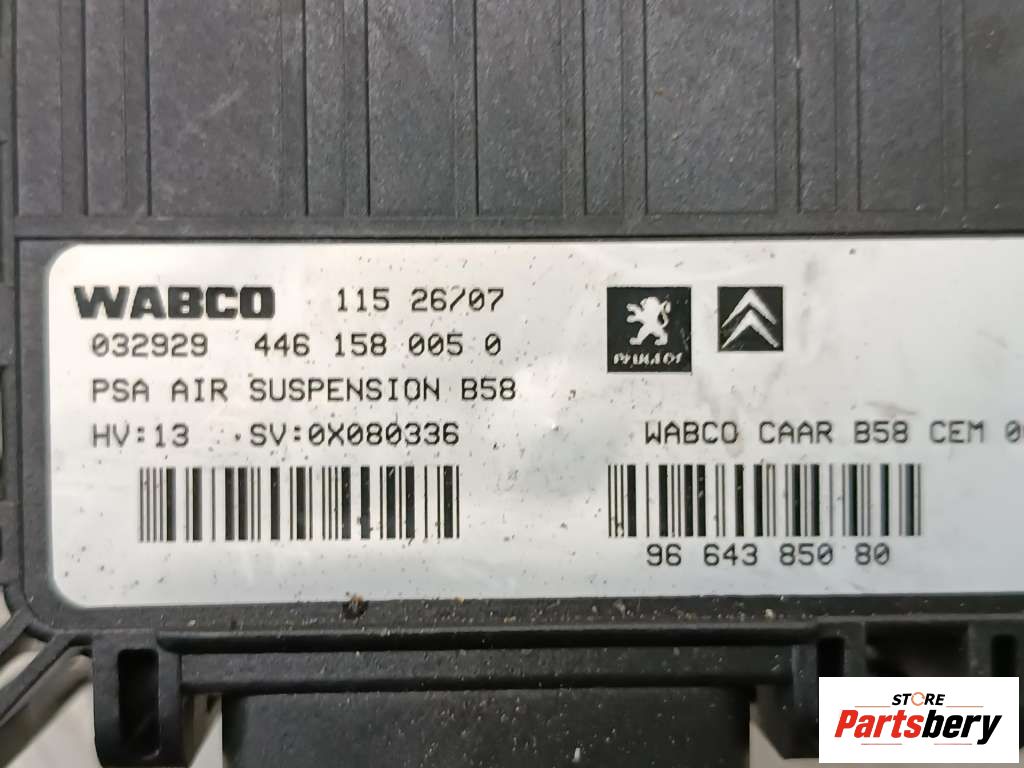 WABCO 115 26/07
032929 446 158 005 0
PSA AIR SUSPENSION B58
HV:13 SV:0X080336
PEUGEOT
WABCO CAAR B58 CEM
96 643 850 80
STORE
Partsbery